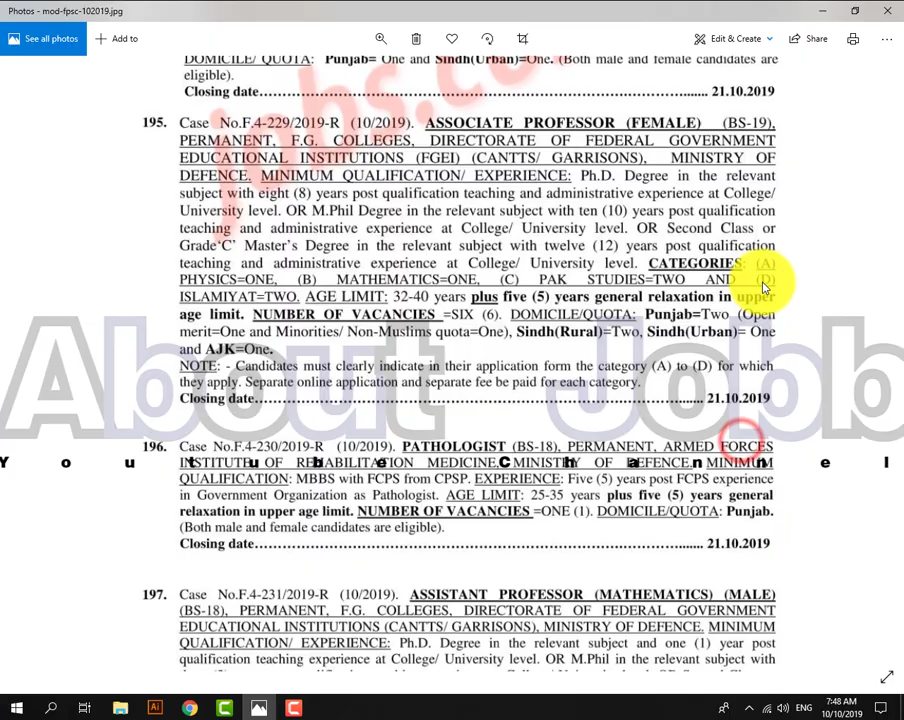 Photos - mod-fpsc-102019.jpg
See all photos
Add to
Edit & Create
Share
jobs.co
DOMICILE/ QUOTA: Punjab= One and Sindh(Urban)=One. (Both male and female candidates are
eligible).
Closing date……………………………………………………………………....... 21.10.2019
195. Case No.F.4-229/2019-R (10/2019). ASSOCIATE PROFESSOR (FEMALE) (BS-19),
PERMANENT, F.G. COLLEGES, DIRECTORATE OF FEDERAL GOVERNMENT
EDUCATIONAL INSTITUTIONS (FGEI) (CANTTS/ GARRISONS), MINISTRY OF
DEFENCE. MINIMUM QUALIFICATION/ EXPERIENCE: Ph.D. Degree in the relevant
subject with eight (8) years post qualification teaching and administrative experience at College/
University level. OR M.Phil Degree in the relevant subject with ten (10) years post qualification
teaching and administrative experience at College/ University level. OR Second Class or
Grade‘C’ Master’s Degree in the relevant subject with twelve (12) years post qualification
teaching and administrative experience at College/ University level. CATEGORIES: (A)
PHYSICS=ONE, (B) MATHEMATICS=ONE, (C) PAK STUDIES=TWO AND (D)
ISLAMIYAT=TWO. AGE LIMIT: 32-40 years plus five (5) years general relaxation in upper
age limit. NUMBER OF VACANCIES =SIX (6). DOMICILE/QUOTA: Punjab=Two (Open
merit=One and Minorities/ Non-Muslims quota=One), Sindh(Rural)=Two, Sindh(Urban)= One
and AJK=One.
NOTE: - Candidates must clearly indicate in their application form the category (A) to (D) for which
they apply. Separate online application and separate fee be paid for each category.
Closing date……………………………………………………………………....... 21.10.2019
About Jobb
Youtube Channel
196. Case No.F.4-230/2019-R (10/2019). PATHOLOGIST (BS-18), PERMANENT, ARMED FORCES
INSTITUTE OF REHABILITATION MEDICINE, MINISTRY OF DEFENCE. MINIMUM
QUALIFICATION: MBBS with FCPS from CPSP. EXPERIENCE: Five (5) years post FCPS experience
in Government Organization as Pathologist. AGE LIMIT: 25-35 years plus five (5) years general
relaxation in upper age limit. NUMBER OF VACANCIES =ONE (1). DOMICILE/QUOTA: Punjab.
(Both male and female candidates are eligible).
Closing date……………………………………………………………………....... 21.10.2019
197. Case No.F.4-231/2019-R (10/2019). ASSISTANT PROFESSOR (MATHEMATICS) (MALE)
(BS-18), PERMANENT, F.G. COLLEGES, DIRECTORATE OF FEDERAL GOVERNMENT
EDUCATIONAL INSTITUTIONS (CANTTS/ GARRISONS), MINISTRY OF DEFENCE. MINIMUM
QUALIFICATION/ EXPERIENCE: Ph.D. Degree in the relevant subject and one (1) year post
qualification teaching experience at College/ University level. OR M.Phil in the relevant subject with
Ai
ENG
7:48 AM
10/10/2019